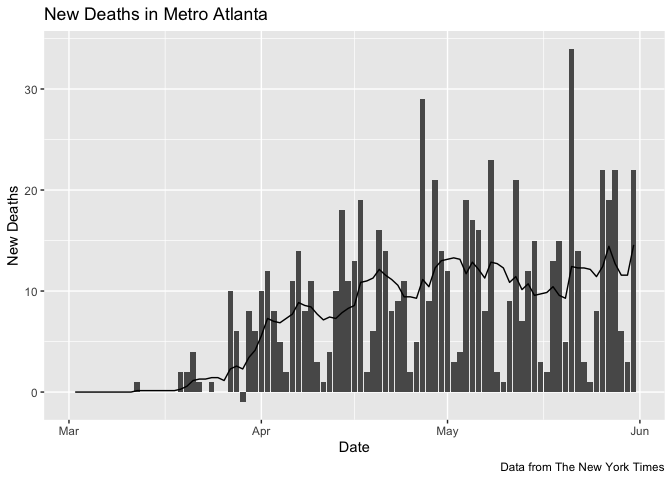 New Deaths in Metro Atlanta
New Deaths
30
20
10
0
Mar
Apr
May
Jun
Date
Data from The New York Times